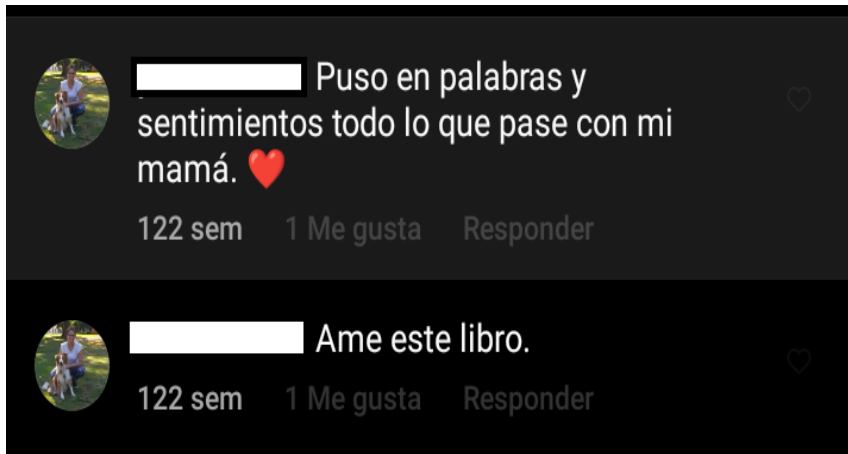 Puso en palabras y
sentimientos todo lo que pase con mi
mamá. ❤️
122 sem 1 Me gusta Responder
Ame este libro.
122 sem 1 Me gusta Responder